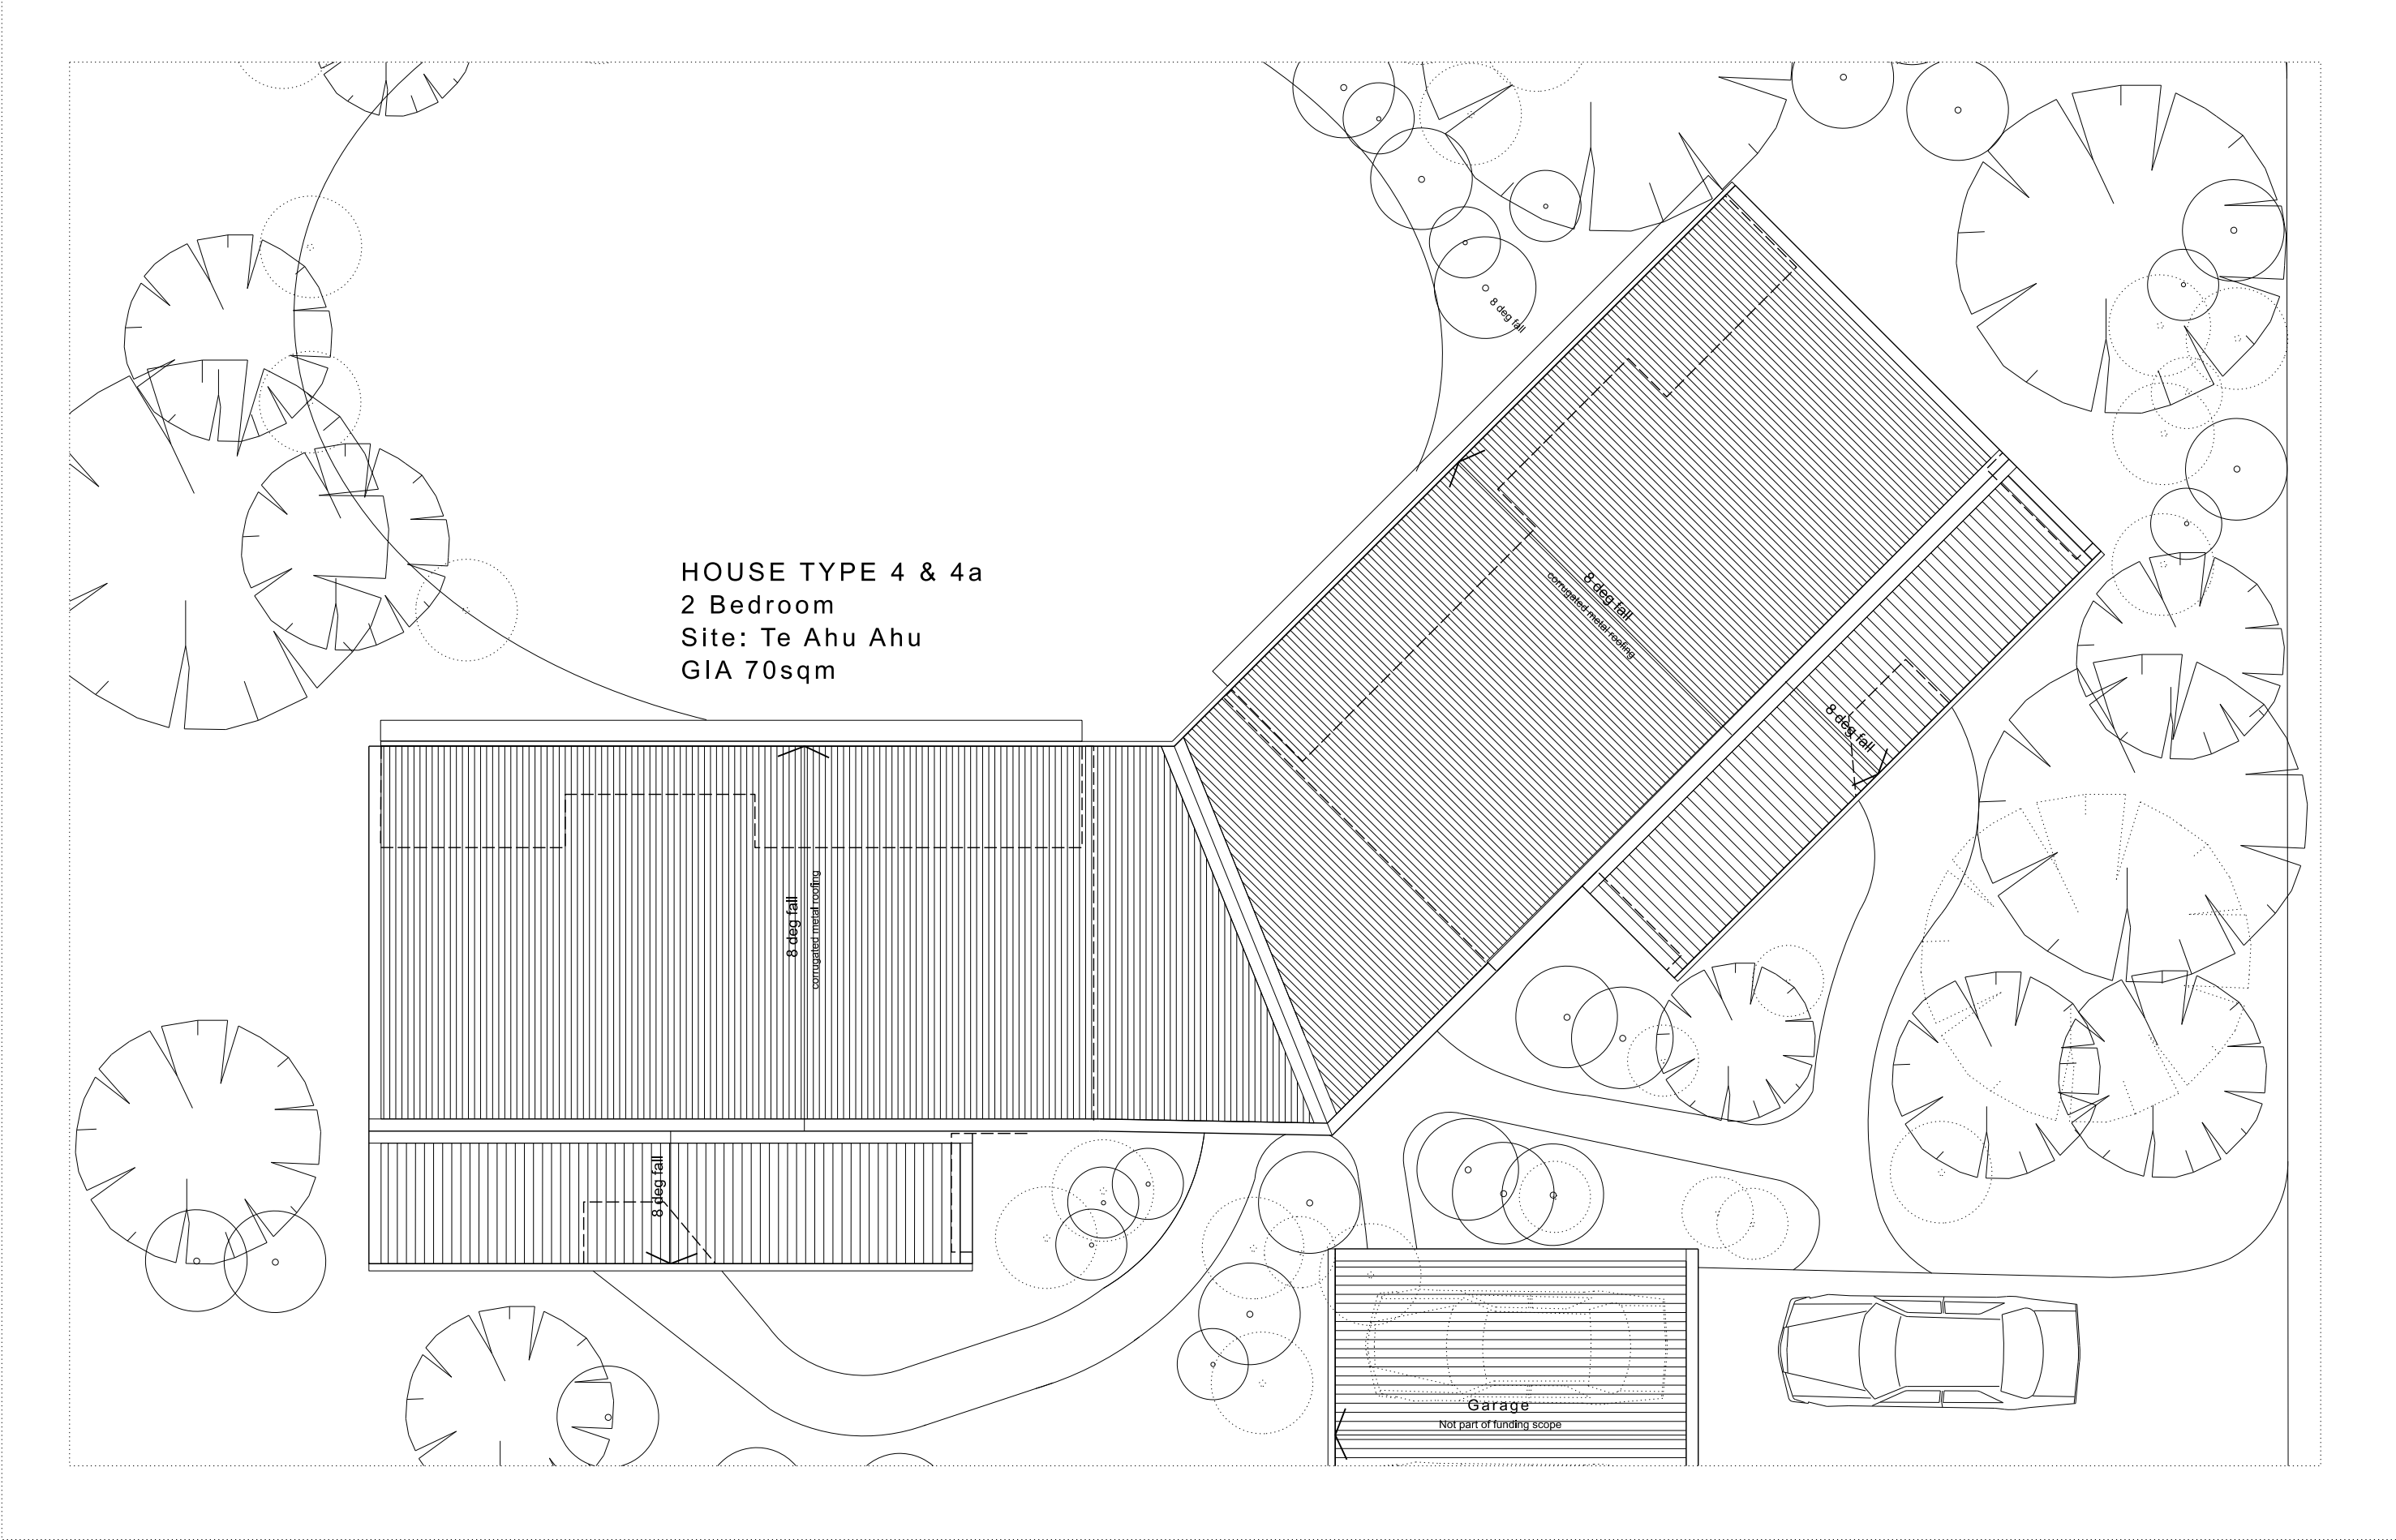 8 deg fall
HOUSE TYPE 4 & 4a
2 Bedroom
Site: Te Ahu Ahu
GIA 70sqm
8 deg fall
corrugated metal roofing
8 deg fall
8 deg fall
corrugated metal roofing
8 deg fall
Garage
Not part of funding scope